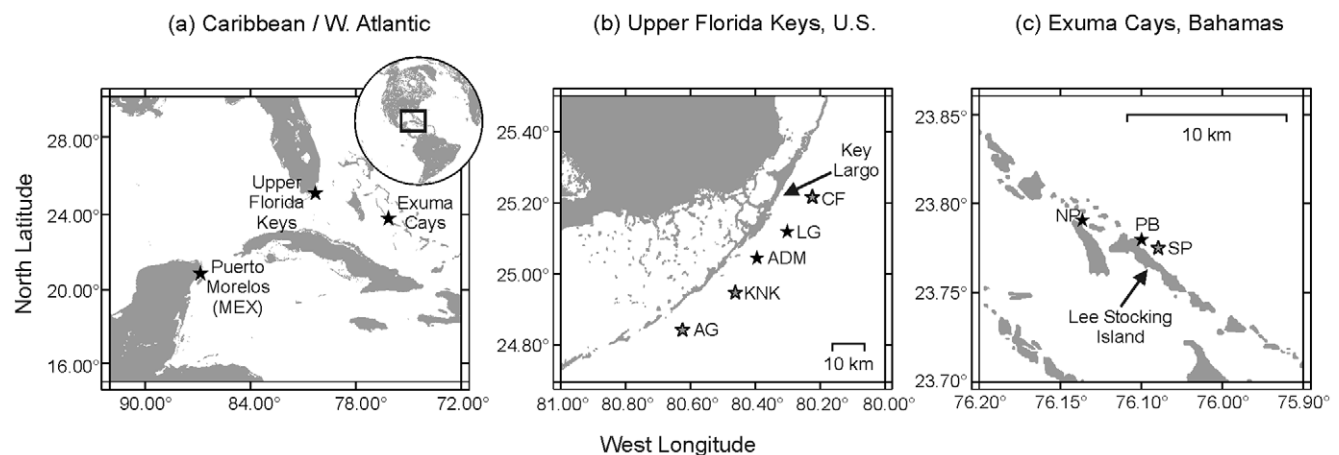 (a) Caribbean / W. Atlantic
(b) Upper Florida Keys, U.S.
(c) Exuma Cays, Bahamas
North Latitude
28.00°
24.00°
20.00°
16.00°
90.00°
84.00°
78.00°
72.00°
Upper
Florida
Keys
Exuma
Cays
Puerto
Morelos
(MEX)
25.40°
25.20°
25.00°
24.80°
81.00°
80.80°
80.60°
80.40°
80.20°
80.00°
Key
Largo
CF
LG
ADM
KNK
AG
10 km
23.85°
23.80°
23.75°
23.70°
76.20°
76.15°
76.10°
76.00°
75.90°
10 km
NP
PB
SP
Lee Stocking
Island
West Longitude